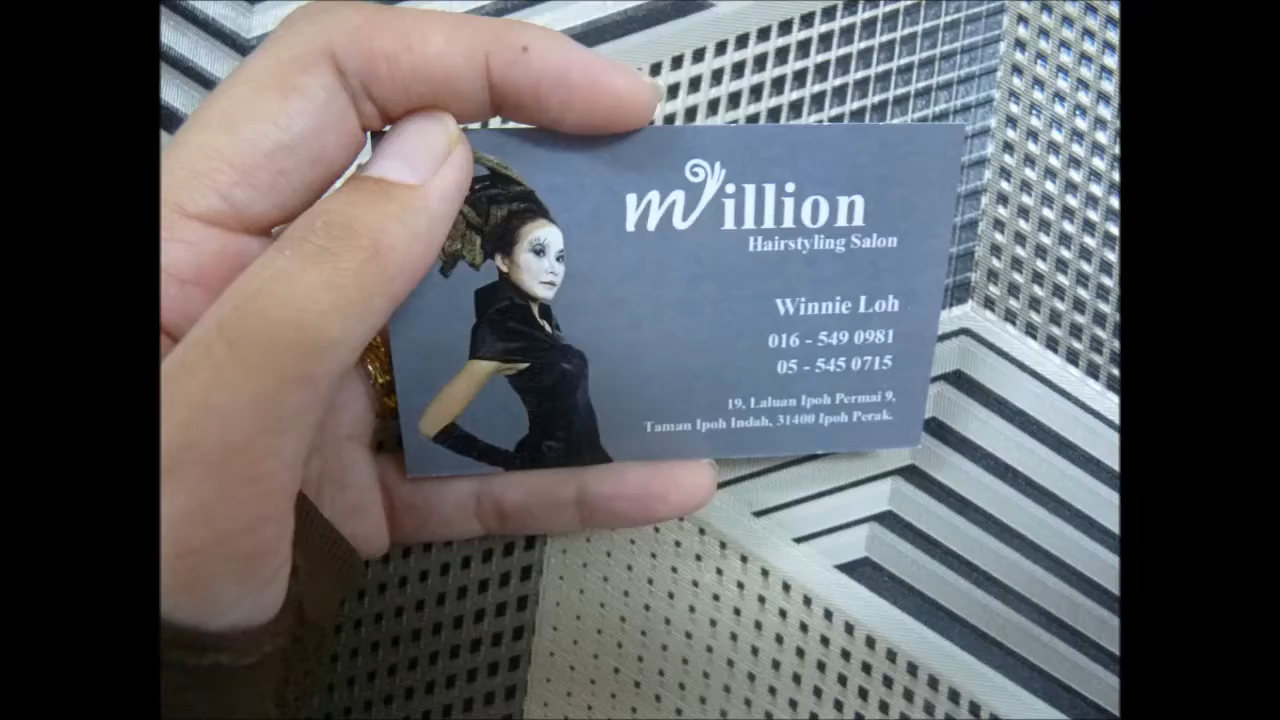 million
Hairstyling Salon
Winnie Loh
016 - 549 0981
05 - 545 0715
19, Laluan Ipoh Permai 9,
Taman Ipoh Indah, 31400 Ipoh Perak.